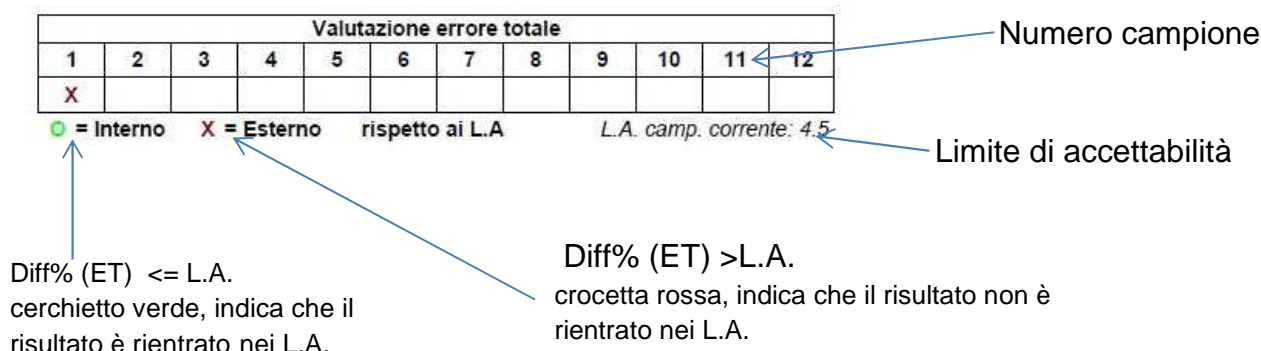 Valutazione errore totale
1 2 3 4 5 6 7 8 9 10 11 12
X
O = Interno X = Esterno rispetto ai L.A L.A. camp. corrente: 4.5
Numero campione
Limite di accettabilità
Diff% (ET) <= L.A.
cerchietto verde, indica che il
risultato è rientrato nei L.A.
Diff% (ET) >L.A.
crocetta rossa, indica che il risultato non è
rientrato nei L.A.